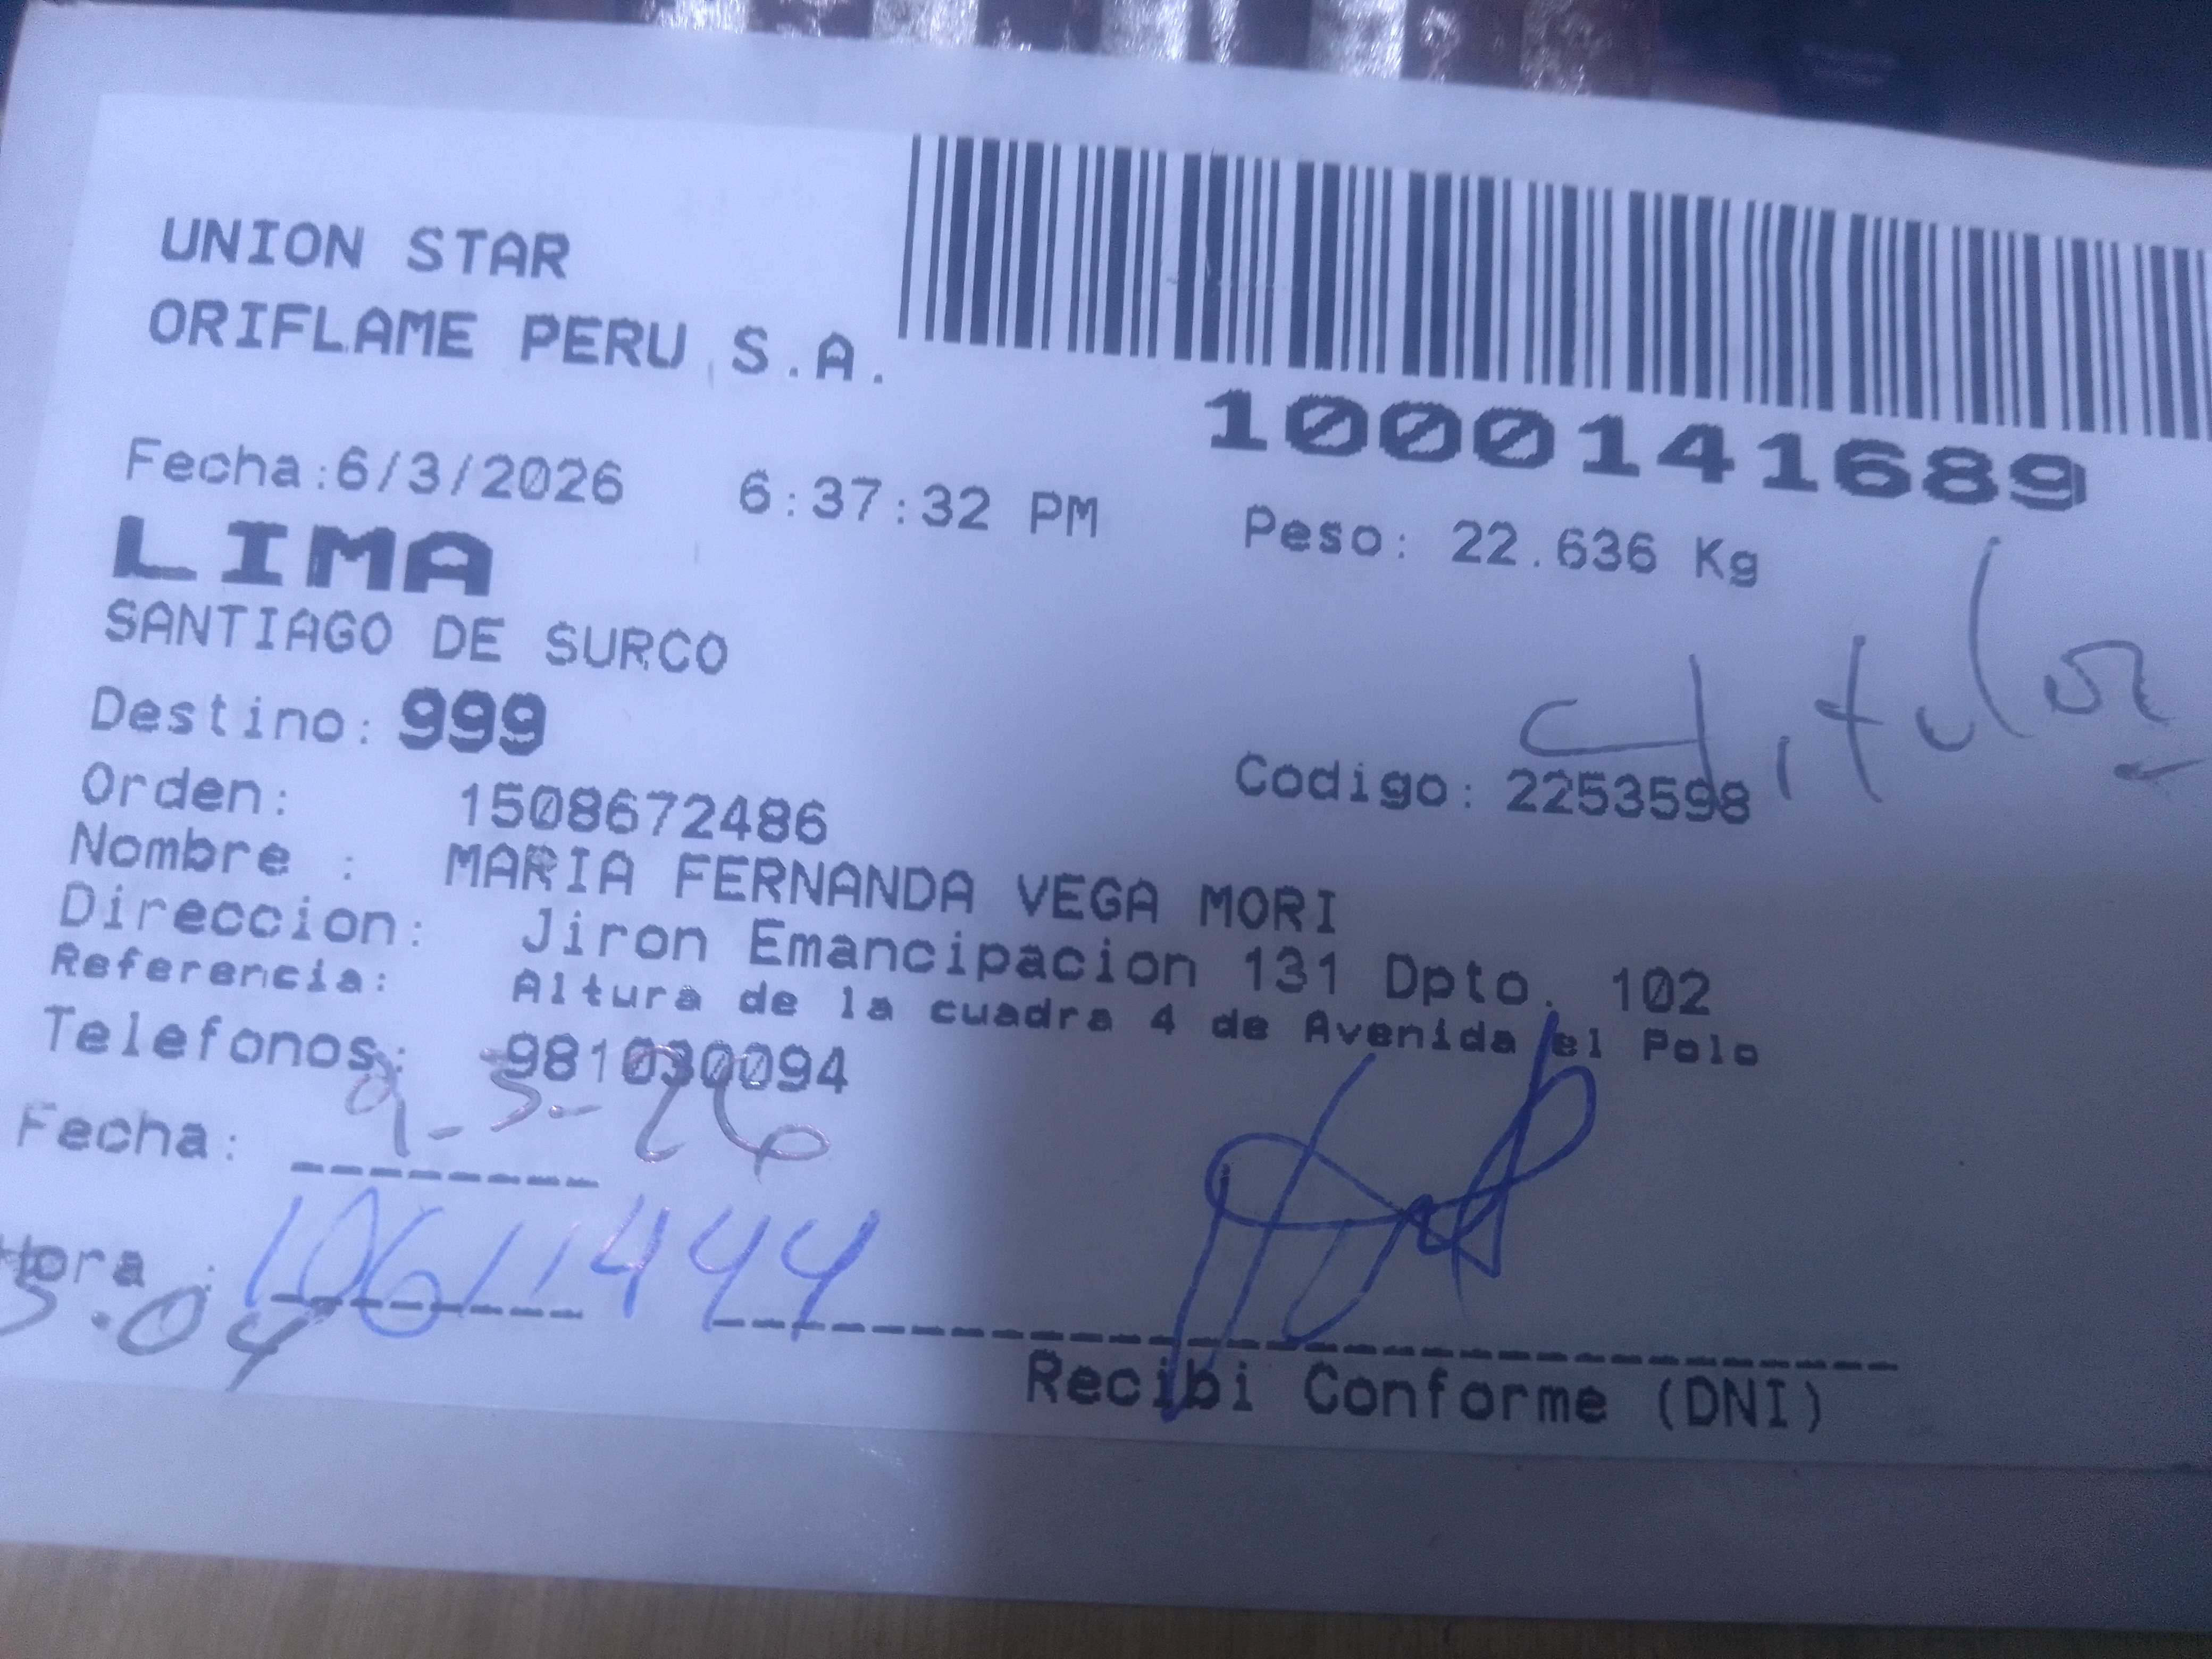 UNION STAR
ORIFLAME PERU S.A.
1000141689
Fecha:6/3/2026 6:37:32 PM Peso: 22.636 Kg
LIMA
SANTIAGO DE SURCO
Destino: 999
titular
Orden: 1508672486 Codigo: 2253598
Nombre : MARIA FERNANDA VEGA MORI
Direccion: Jiron Emancipacion 131 Dpto. 102
Referencia: Altura de la cuadra 4 de Avenida el Polo
Telefonos: 981030094
Fecha: 9-3-26
Hora : 10611444
5.04
Recibi Conforme (DNI)